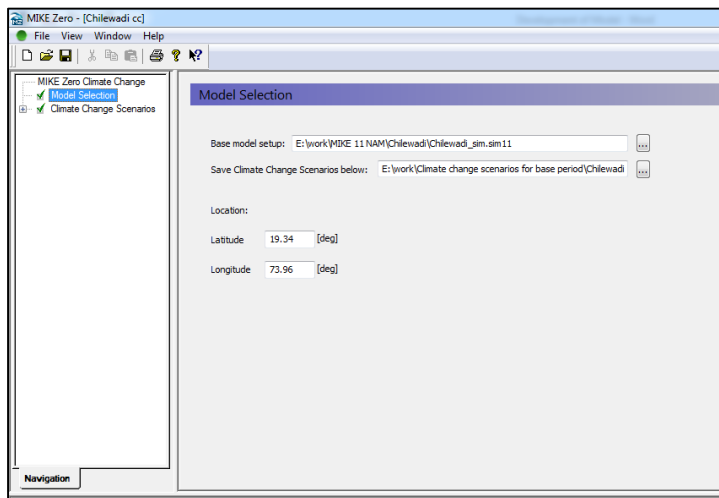 MIKE Zero - [Chilewadi cc]
File View Window Help
MIKE Zero Climate Change
Model Selection
Climate Change Scenarios
Model Selection
Base model setup: E:\work\MIKE 11 NAM\Chilewadi\Chilewadi_sim.sim11 ...
Save Climate Change Scenarios below: E:\work\Climate change scenarios for base period\Chilewadi ...
Location:
Latitude 19.34 [deg]
Longitude 73.96 [deg]
Navigation